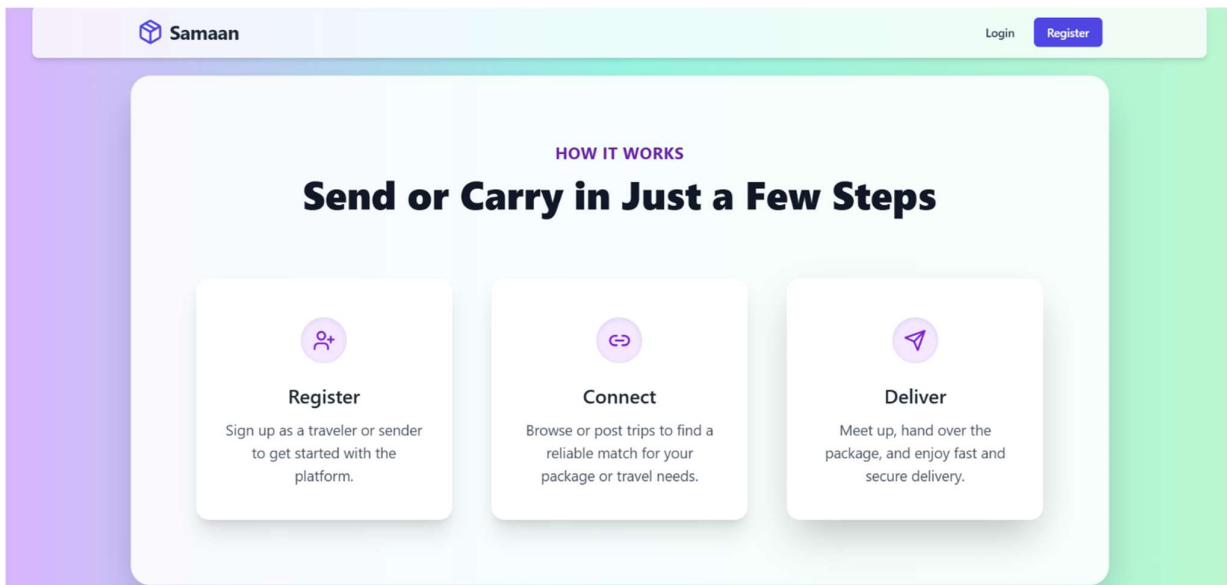 Samaan
Login
Register
HOW IT WORKS
Send or Carry in Just a Few Steps
Register
Sign up as a traveler or sender
to get started with the
platform.
Connect
Browse or post trips to find a
reliable match for your
package or travel needs.
Deliver
Meet up, hand over the
package, and enjoy fast and
secure delivery.